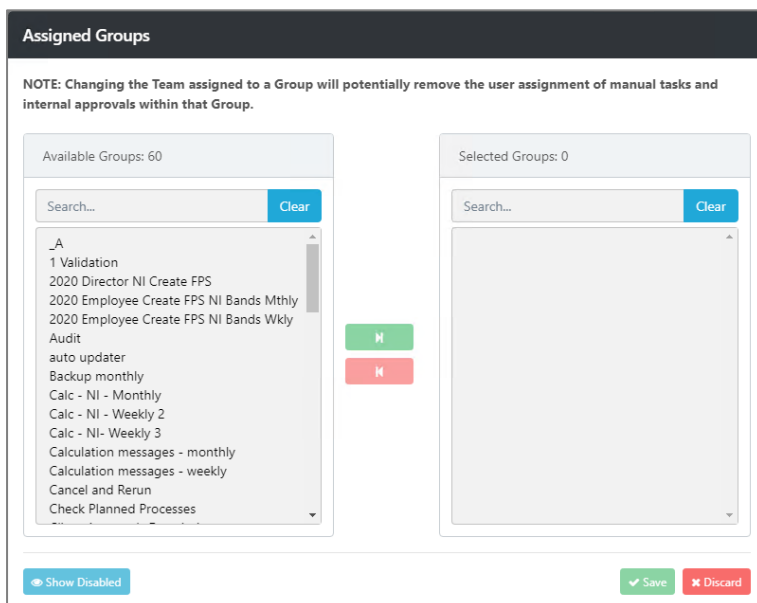 Assigned Groups
NOTE: Changing the Team assigned to a Group will potentially remove the user assignment of manual tasks and
internal approvals within that Group.
Available Groups: 60
Search...
Clear
_A
1 Validation
2020 Director NI Create FPS
2020 Employee Create FPS NI Bands Mthly
2020 Employee Create FPS NI Bands Wkly
Audit
auto updater
Backup monthly
Calc - NI - Monthly
Calc - NI - Weekly 2
Calc - NI- Weekly 3
Calculation messages - monthly
Calculation messages - weekly
Cancel and Rerun
Check Planned Processes
Selected Groups: 0
Search...
Clear
Show Disabled
Save
Discard